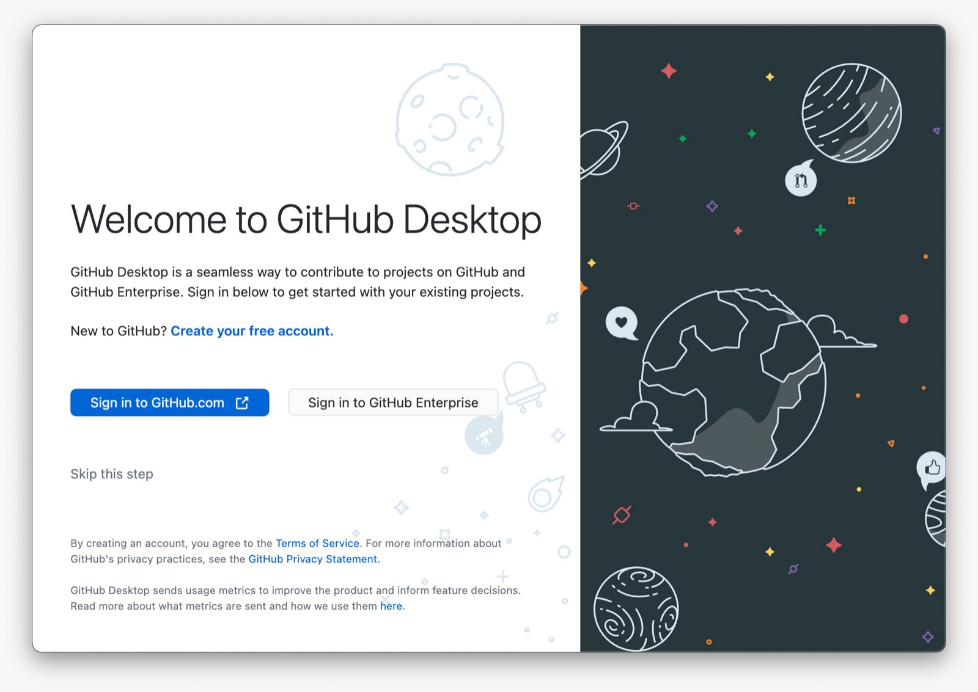 Welcome to GitHub Desktop
GitHub Desktop is a seamless way to contribute to projects on GitHub and
GitHub Enterprise. Sign in below to get started with your existing projects.
New to GitHub? Create your free account.
Sign in to GitHub.com
Sign in to GitHub Enterprise
Skip this step
By creating an account, you agree to the Terms of Service. For more information about
GitHub's privacy practices, see the GitHub Privacy Statement.
GitHub Desktop sends usage metrics to improve the product and inform feature decisions.
Read more about what metrics are sent and how we use them here.